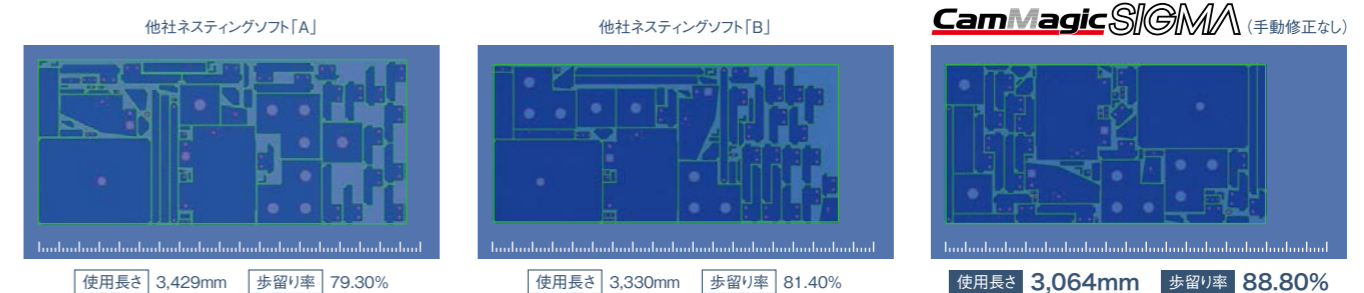 他社ネスティングソフト「A」
使用長さ 3,429mm 歩留り率 79.30%
他社ネスティングソフト「B」
使用長さ 3,330mm 歩留り率 81.40%
CamMagic SIGMA (手動修正なし)
使用長さ 3,064mm 歩留り率 88.80%